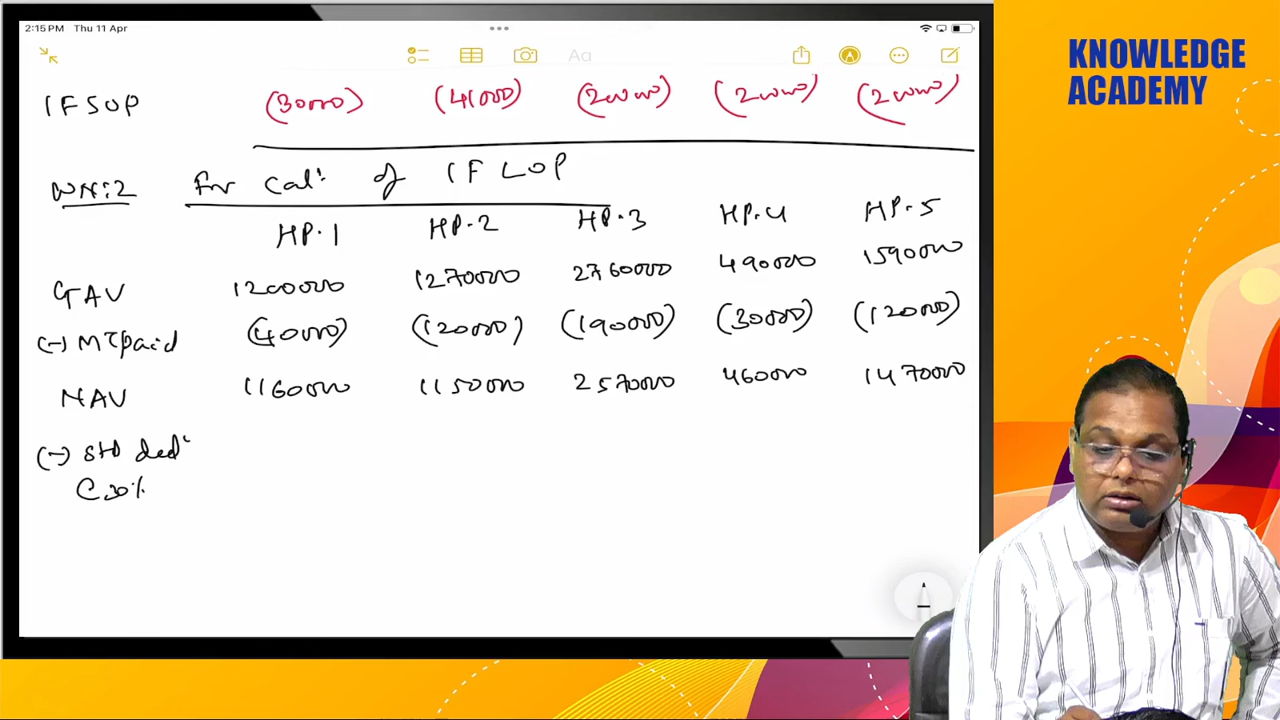 2:15 PM Thu 11 Apr
KNOWLEDGE
ACADEMY
Aa
IFSOP (30000) (41000) (20000) (20000) (20000)
WN:2 For Calⁿ of IFLOP
HP.1 HP.2 HP.3 HP.4 HP.5
GAV 1200000 1270000 2760000 490000 1590000
(-) MTpaid (40000) (120000) (190000) (30000) (120000)
NAV 1160000 1150000 2570000 460000 1470000
(-) Std dedⁿ
@ 30%